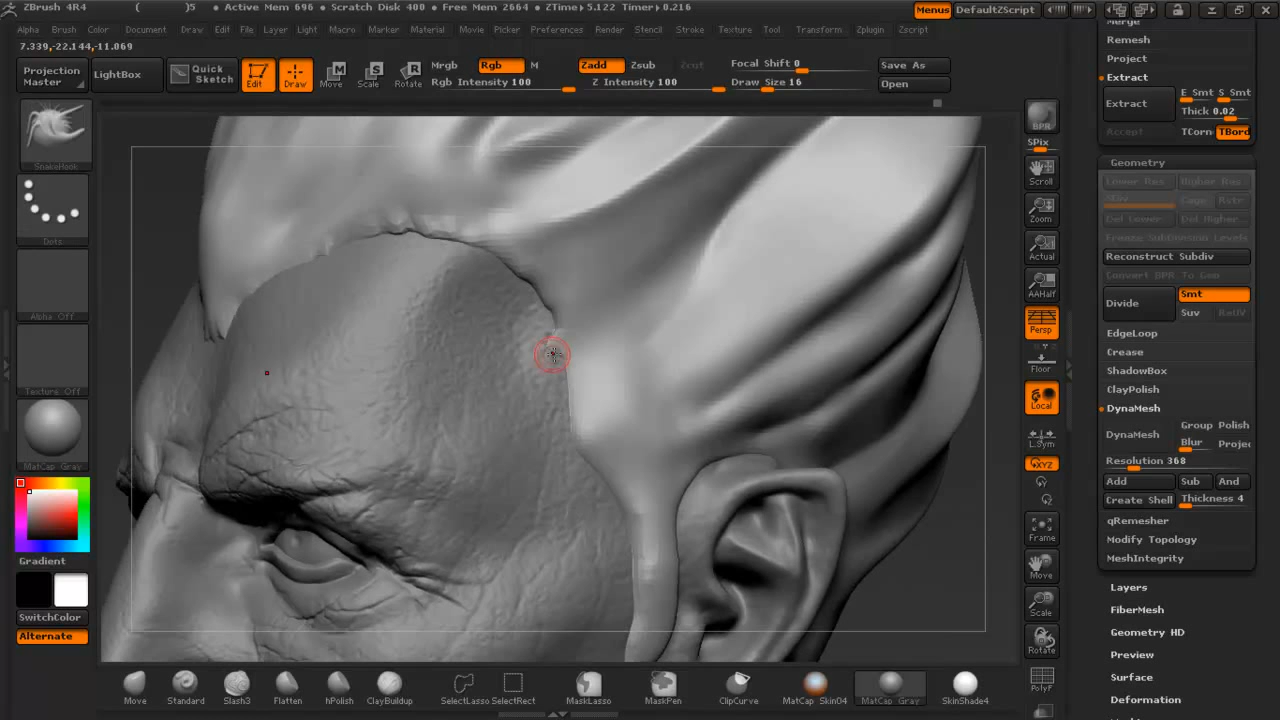 ZBrush 4R4 ( )5 • Active Mem 696 • Scratch Disk 400 • Free Mem 2664 • ZTime▸5.122 Timer▸0.216 Menus DefaultZScript
Alpha Brush Color Document Draw Edit File Layer Light Macro Marker Material Movie Picker Preferences Render Stencil Stroke Texture Tool Transform Zplugin Zscript
7.339,-22.144,-11.069
Projection Master
LightBox
Quick Sketch
Edit Draw Move Scale Rotate
Mrgb Rgb M
Rgb Intensity 100
Zadd Zsub Zcut
Z Intensity 100
Focal Shift 0
Draw Size 16
Save As
Open
SnakeHook
Dots
Alpha Off
Texture Off
MatCap Gray
Gradient
SwitchColor
Alternate
BPR
SPix
Scroll
Zoom
Actual
AAHalf
Persp
Floor
Local
L.Sym
XYZ
Frame
Move
Scale
Rotate
PolyF
Merge
Remesh
Project
Extract
Extract E Smt S Smt
Thick 0.02
Accept TCorn TBord
Geometry
Lower Res Higher Res
SDiv Cage Rstr
Del Lower Del Higher
Freeze SubDivision Levels
Reconstruct Subdiv
Convert BPR To Geo
Divide Smt
Suv ReUV
EdgeLoop
Crease
ShadowBox
ClayPolish
DynaMesh
DynaMesh Group Polish
Blur Projec
Resolution 368
Add Sub And
Create Shell Thickness 4
qRemesher
Modify Topology
MeshIntegrity
Layers
FiberMesh
Geometry HD
Preview
Surface
Deformation
Move Standard Slash3 Flatten hPolish ClayBuildup SelectLasso SelectRect MaskLasso MaskPen ClipCurve MatCap Skin04 MatCap Gray SkinShade4